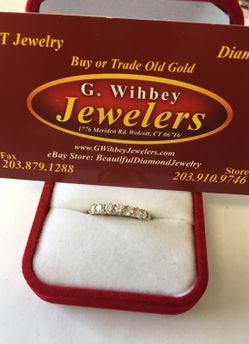 T Jewelry
Diam
Buy or Trade Old Gold
G. Wihbey
Jewelers
1776 Meriden Rd. Wolcott, CT 06716
www.GWihbeyJewelers.com
Fax
eBay Store: BeautifulDiamondJewelry
Store
203.879.1288
203.910.9746